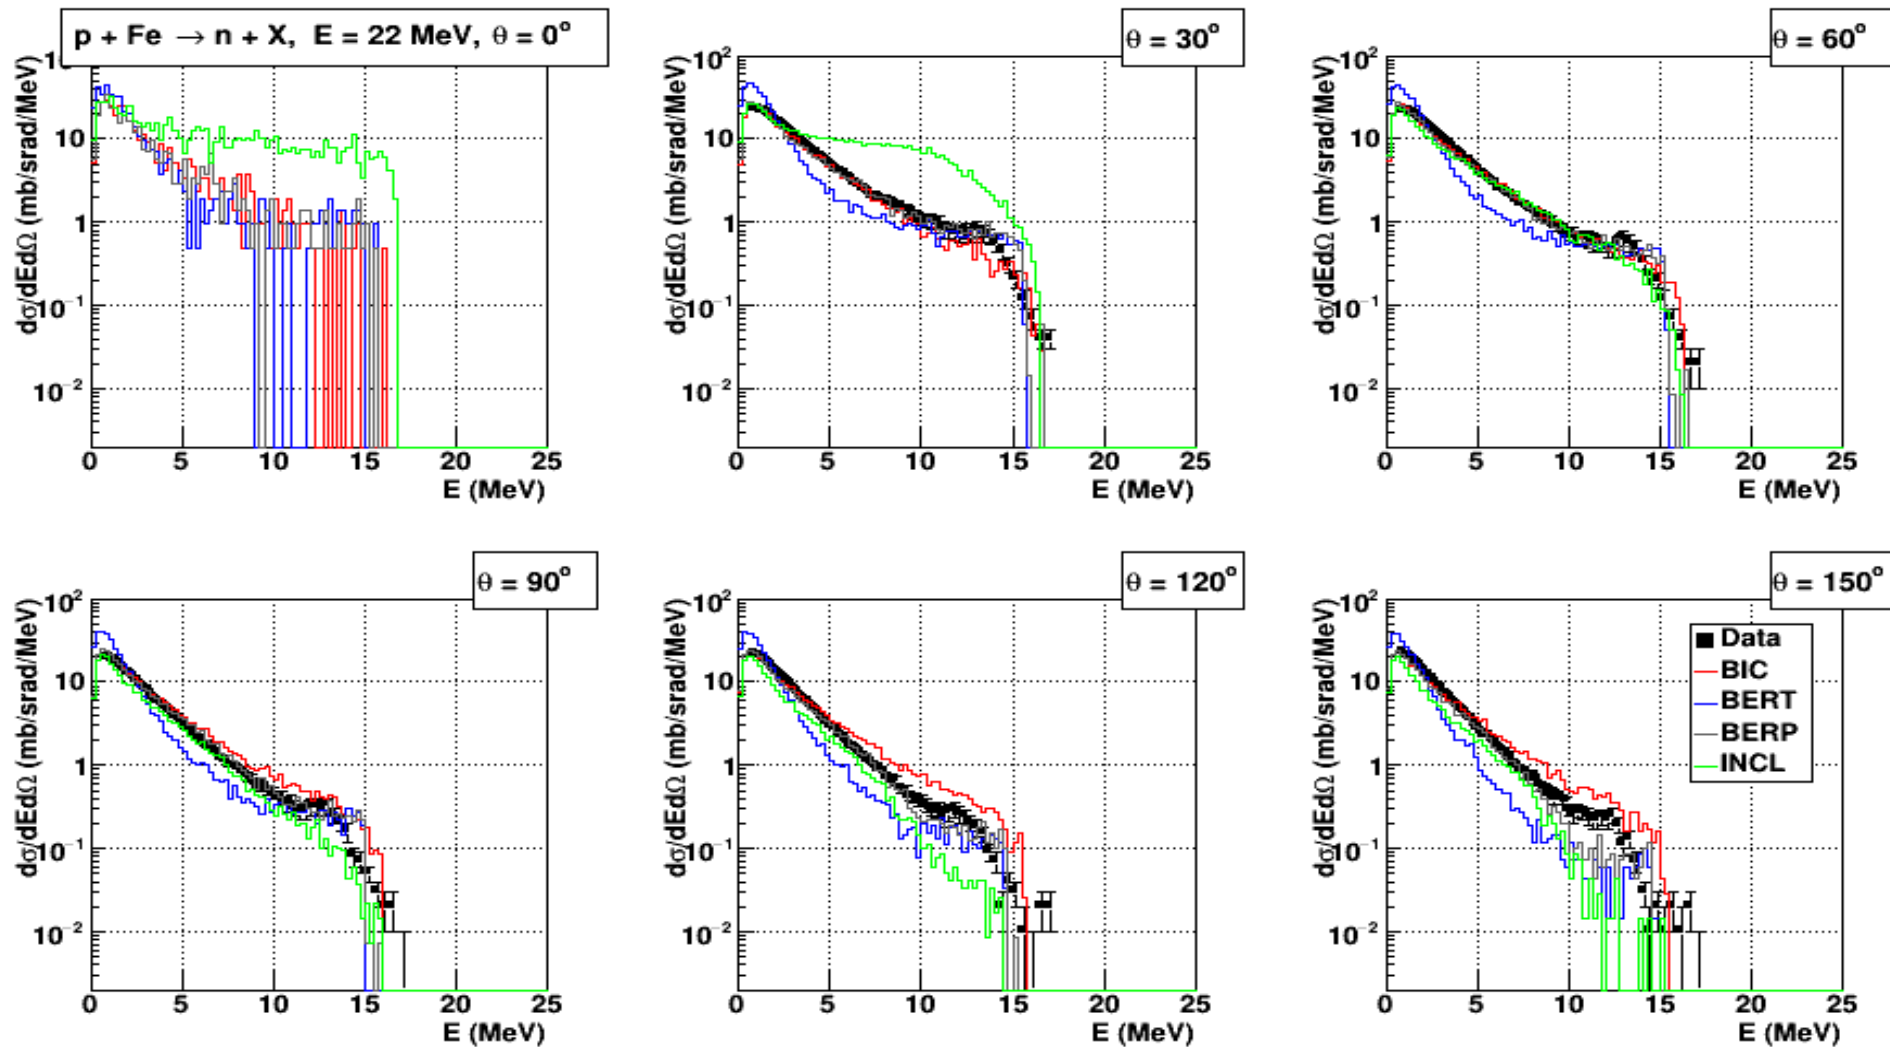 p + Fe → n + X, E = 22 MeV, θ = 0°
dσ/dEdΩ (mb/srad/MeV)
10
1
10⁻¹
10⁻²
0 5 10 15 20 25
E (MeV)
θ = 30°
dσ/dEdΩ (mb/srad/MeV)
10²
10
1
10⁻¹
10⁻²
0 5 10 15 20 25
E (MeV)
θ = 60°
dσ/dEdΩ (mb/srad/MeV)
10²
10
1
10⁻¹
10⁻²
0 5 10 15 20 25
E (MeV)
θ = 90°
dσ/dEdΩ (mb/srad/MeV)
10²
10
1
10⁻¹
10⁻²
0 5 10 15 20 25
E (MeV)
θ = 120°
dσ/dEdΩ (mb/srad/MeV)
10²
10
1
10⁻¹
10⁻²
0 5 10 15 20 25
E (MeV)
θ = 150°
dσ/dEdΩ (mb/srad/MeV)
10²
10
1
10⁻¹
10⁻²
0 5 10 15 20 25
E (MeV)
Data
BIC
BERT
BERP
INCL